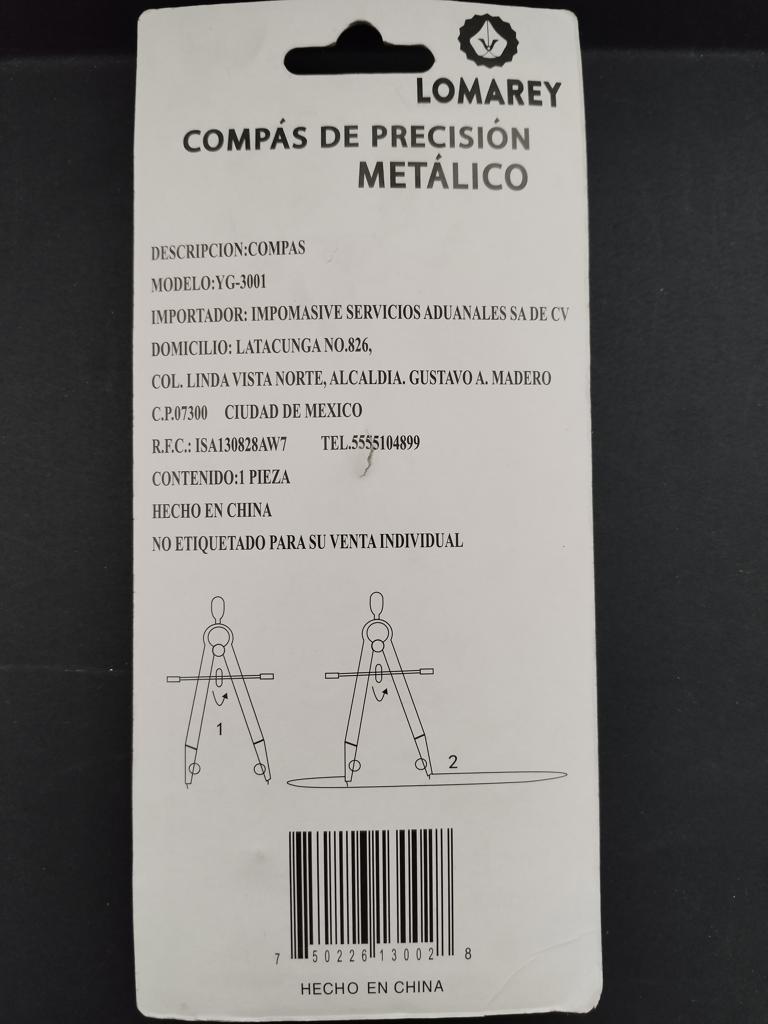 LOMAREY
COMPÁS DE PRECISIÓN
METÁLICO
DESCRIPCION:COMPAS
MODELO:YG-3001
IMPORTADOR: IMPOMASIVE SERVICIOS ADUANALES SA DE CV
DOMICILIO: LATACUNGA NO.826,
COL. LINDA VISTA NORTE, ALCALDIA. GUSTAVO A. MADERO
C.P.07300 CIUDAD DE MEXICO
R.F.C.: ISA130828AW7 TEL.5555104899
CONTENIDO:1 PIEZA
HECHO EN CHINA
NO ETIQUETADO PARA SU VENTA INDIVIDUAL
1
2
7 50226 13002 8
HECHO EN CHINA